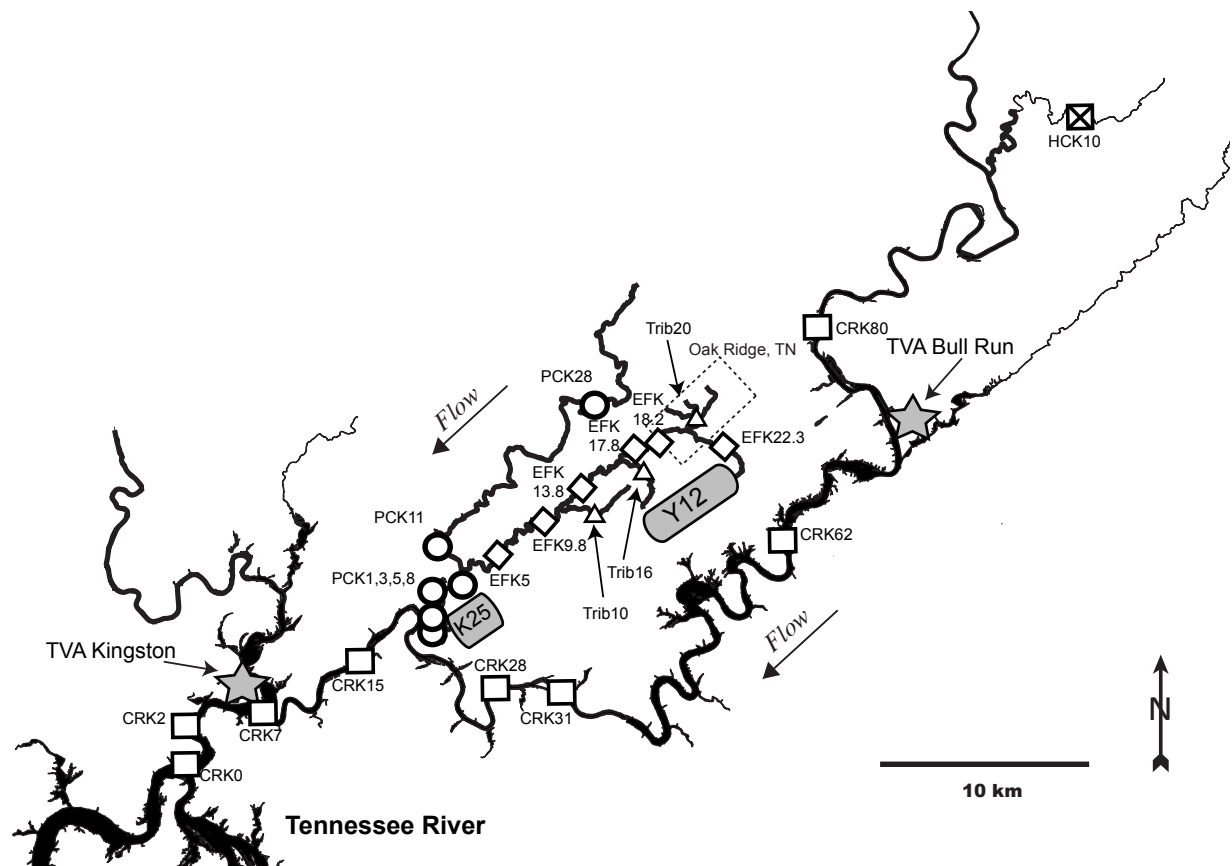 HCK10
CRK80
TVA Bull Run
Trib20
Oak Ridge, TN
PCK28
Flow
EFK
18.2
EFK
17.8
EFK22.3
EFK
13.8
Y12
PCK11
EFK9.8
CRK62
EFK5
Trib16
PCK1,3,5,8
Trib10
K25
Flow
TVA Kingston
CRK15
CRK28
CRK31
CRK2
CRK7
CRK0
N
10 km
Tennessee River